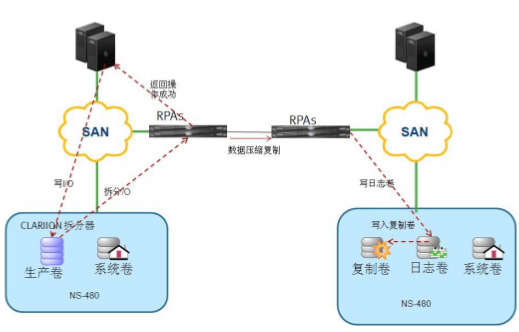 返回操
作成功
RPAs
RPAs
SAN
SAN
数据压缩复制
写I/O
拆分/O
写日志卷
CLARIION 拆分器
写入复制卷
生产卷
系统卷
复制卷
日志卷
系统卷
NS-480
NS-480